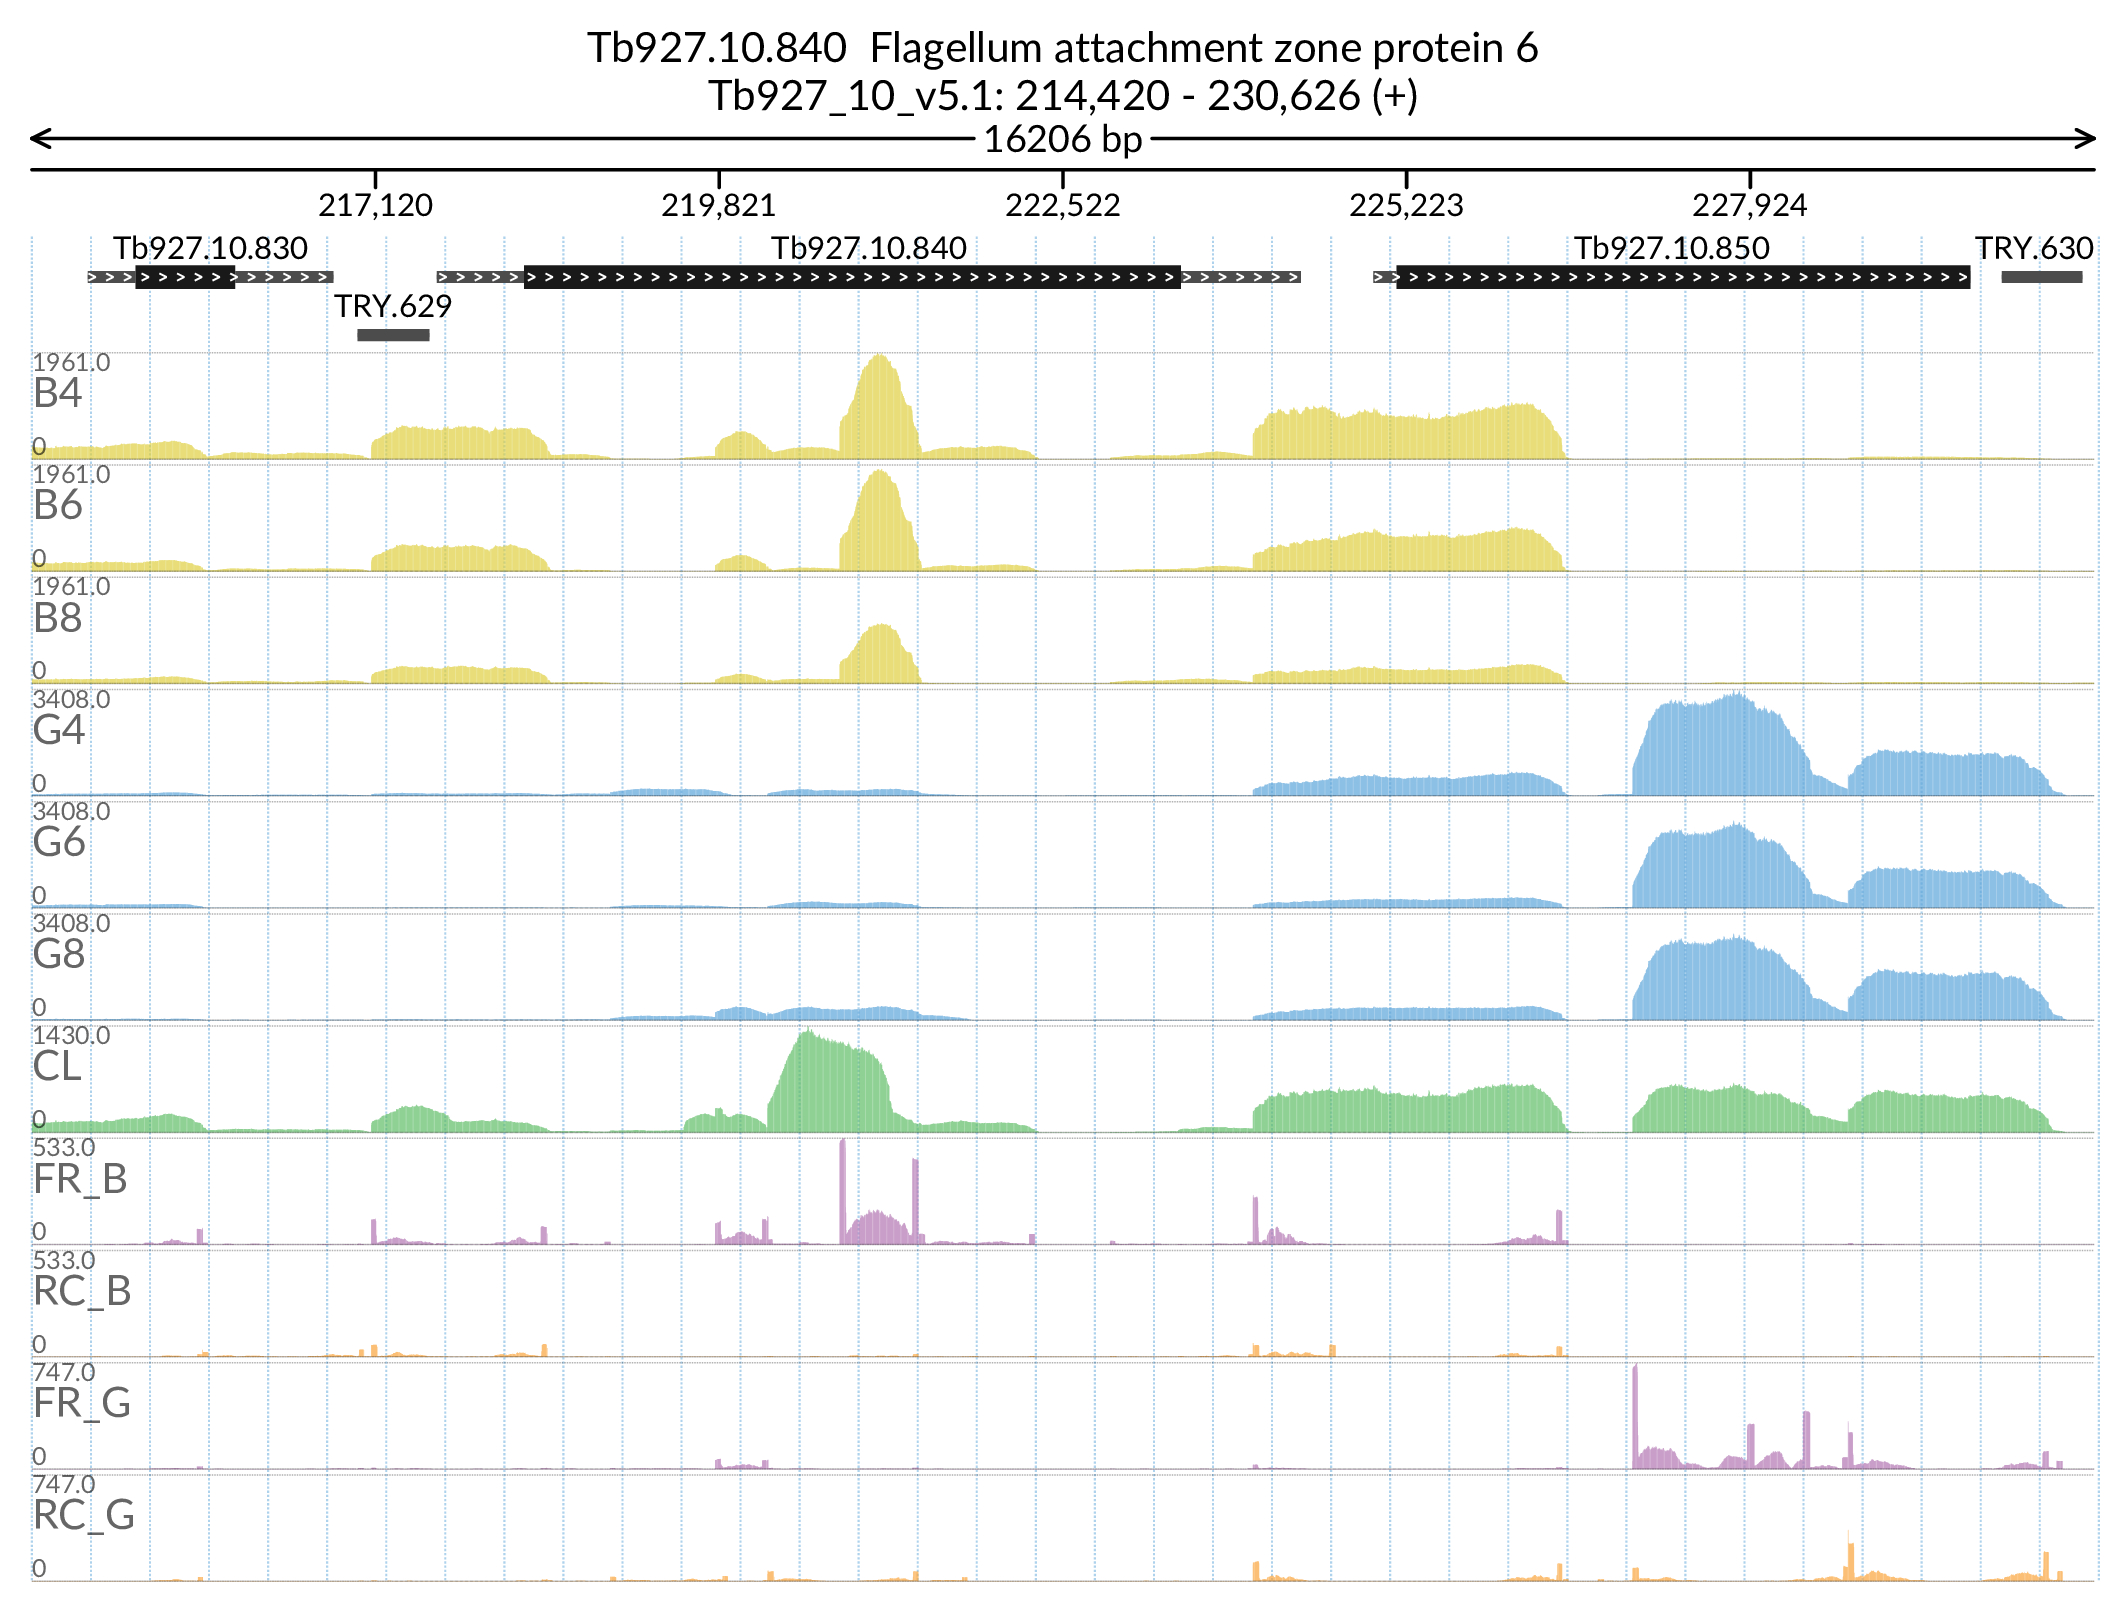 Tb927.10.840  Flagellum attachment zone protein 6
Tb927_10_v5.1: 214,420 - 230,626 (+)
16206 bp
217,120 219,821 222,522 225,223 227,924
Tb927.10.830 Tb927.10.840 Tb927.10.850 TRY.630
TRY.629
1961.0
B4
0
1961.0
B6
0
1961.0
B8
0
3408.0
G4
0
3408.0
G6
0
3408.0
G8
0
1430.0
CL
0
533.0
FR_B
0
533.0
RC_B
0
747.0
FR_G
0
747.0
RC_G
0